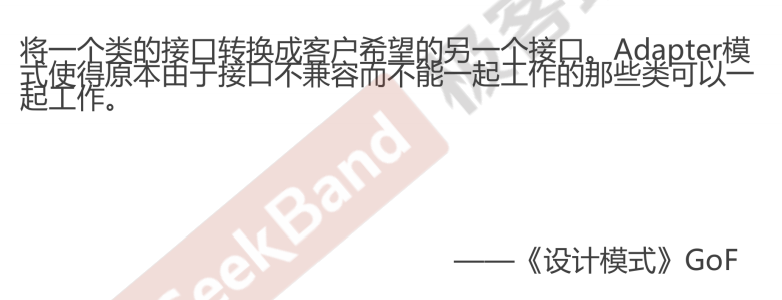 将一个类的接口转换成客户希望的另一个接口。Adapter模
式使得原本由于接口不兼容而不能一起工作的那些类可以一
起工作。
——《设计模式》GoF
SeekBand
极客